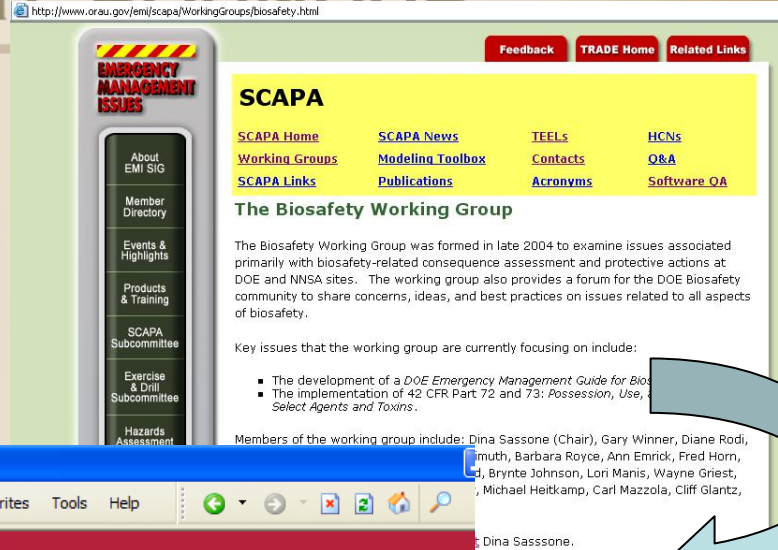 http://www.orau.gov/emi/scapa/WorkingGroups/biosafety.html
Feedback TRADE Home Related Links
EMERGENCY
MANAGEMENT
ISSUES
SCAPA
SCAPA Home SCAPA News TEELs HCNs
Working Groups Modeling Toolbox Contacts Q&A
SCAPA Links Publications Acronyms Software QA
About
EMI SIG
Member
Directory
Events &
Highlights
Products
& Training
SCAPA
Subcommittee
Exercise
& Drill
Subcommittee
Hazards
Assessment
The Biosafety Working Group
The Biosafety Working Group was formed in late 2004 to examine issues associated
primarily with biosafety-related consequence assessment and protective actions at
DOE and NNSA sites. The working group also provides a forum for the DOE Biosafety
community to share concerns, ideas, and best practices on issues related to all aspects
of biosafety.
Key issues that the working group are currently focusing on include:
The development of a DOE Emergency Management Guide for
The implementation of 42 CFR Part 72 and 73: Possession, Use,
Select Agents and Toxins.
Members of the working group include: Dina Sassone (Chair), Gary Winner, Diane Rodi,
Barbara Royce, Ann Emrick, Fred Horn,
Brynte Johnson, Lori Manis, Wayne Griest,
Michael Heitkamp, Carl Mazzola, Cliff Glantz,
Dina Sasssone.
Tools Help